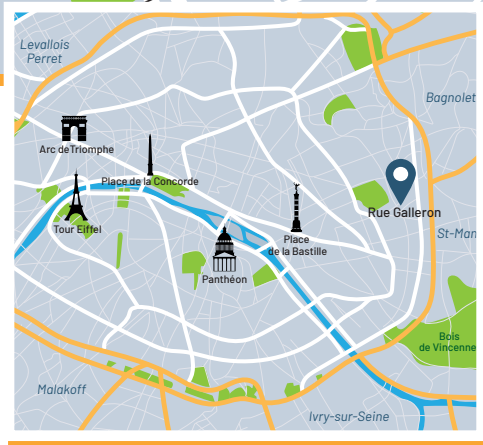 Levallois
Perret
Bagnolet
Arc de Triomphe
Place de la Concorde
Rue Galleron
Tour Eiffel
St-Man
Place
de la Bastille
Panthéon
Bois
de Vincenne
Malakoff
Ivry-sur-Seine